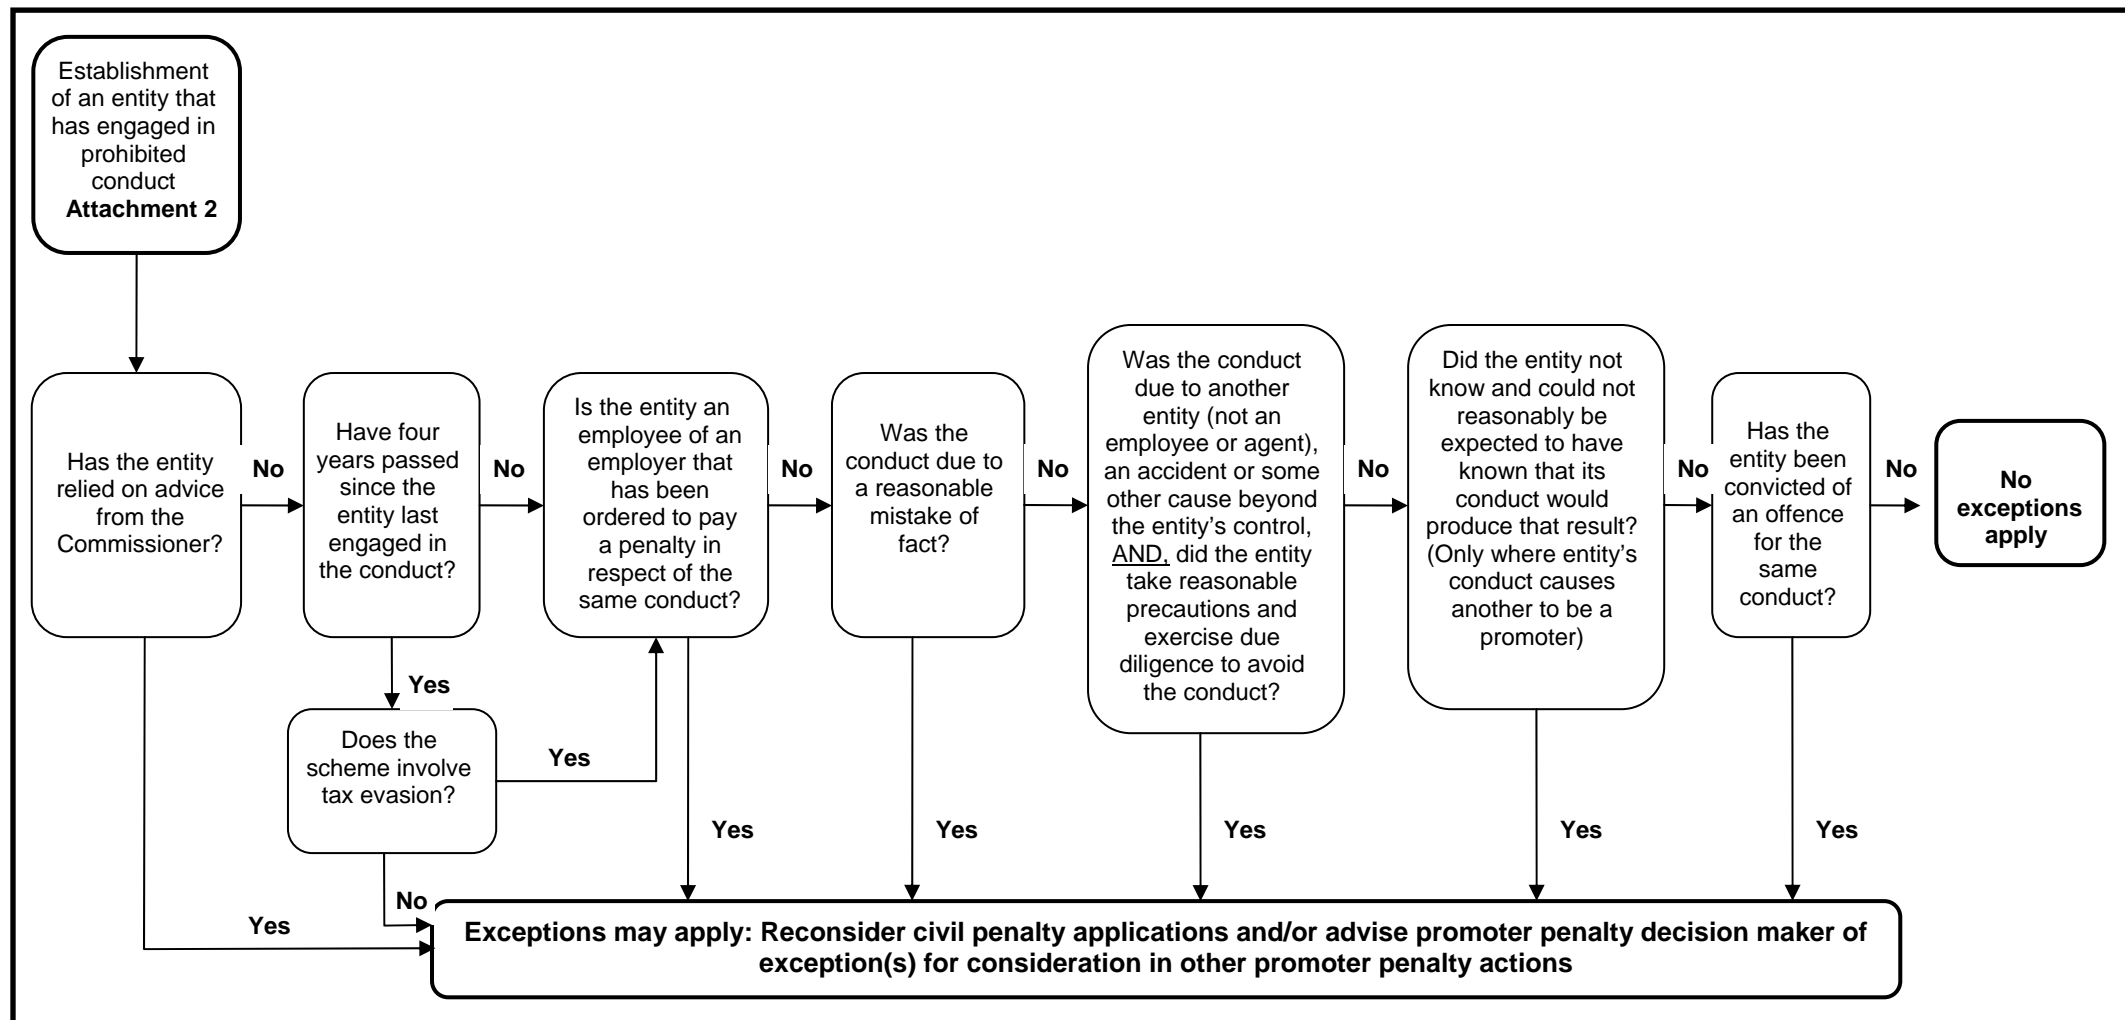 Establishment
of an entity that
has engaged in
prohibited
conduct
Attachment 2
Has the entity
relied on advice
from the
Commissioner?
No
Have four
years passed
since the
entity last
engaged in
the conduct?
No
Is the entity an
employee of an
employer that
has been
ordered to pay
a penalty in
respect of the
same conduct?
No
Was the
conduct due to
a reasonable
mistake of
fact?
No
Was the conduct
due to another
entity (not an
employee or agent),
an accident or some
other cause beyond
the entity’s control,
AND, did the entity
take reasonable
precautions and
exercise due
diligence to avoid
the conduct?
No
Did the entity not
know and could not
reasonably be
expected to have
known that its
conduct would
produce that result?
(Only where entity’s
conduct causes
another to be a
promoter)
No
Has the
entity been
convicted of
an offence
for the
same
conduct?
No
No
exceptions
apply
Yes
Does the
scheme involve
tax evasion?
Yes
Yes
Yes
Yes
Yes
Yes
No
Yes
Exceptions may apply: Reconsider civil penalty applications and/or advise promoter penalty decision maker of
exception(s) for consideration in other promoter penalty actions